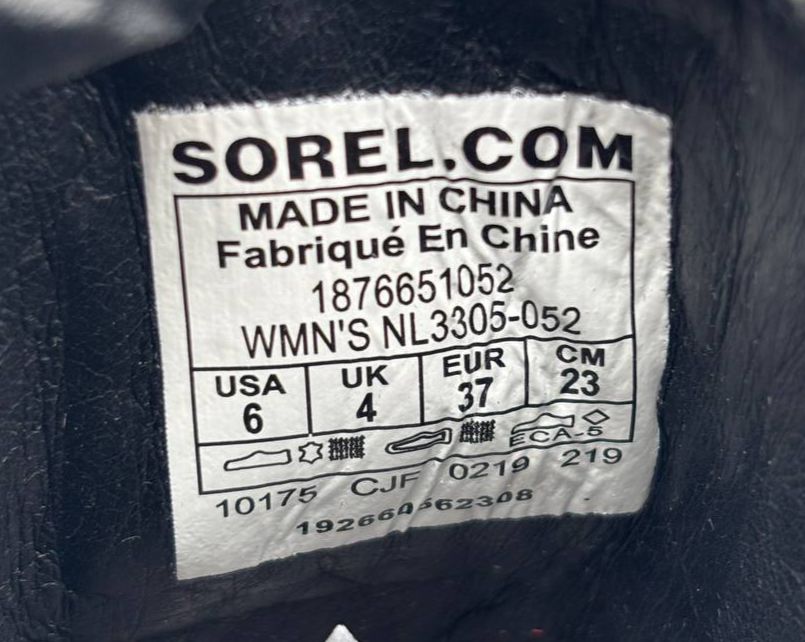 SOREL.COM
MADE IN CHINA
Fabriqué En Chine
1876651052
WMN'S NL3305-052
USA UK EUR CM
6 4 37 23
ECA-5
10175 CJF 0219 219